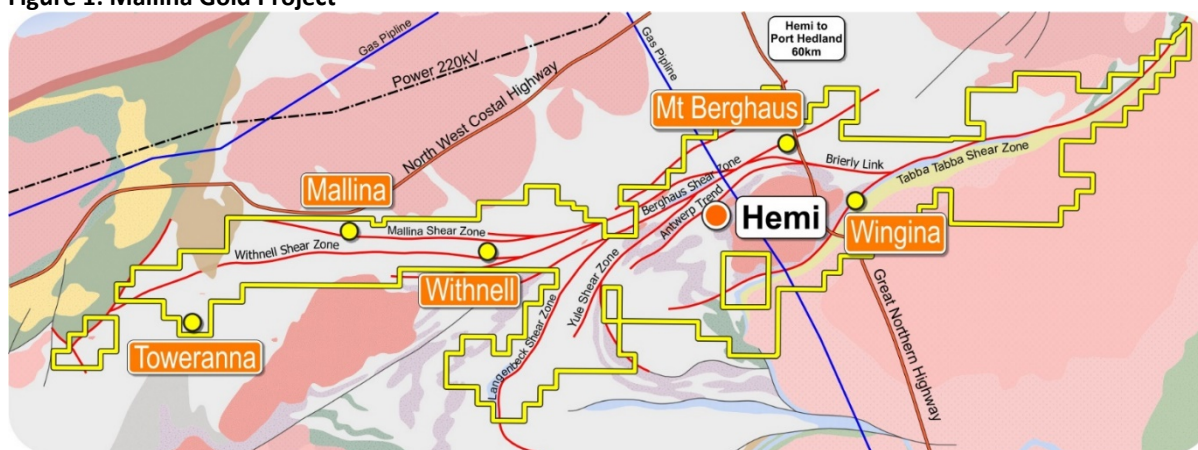 Figure 1: Mallina Gold Project
Gas Pipline
Power 220kV
North West Costal Highway
Gas Pipline
Hemi to
Port Hedland
60km
Mt Berghaus
Mallina
Brierly Link
Tabba Tabba Shear Zone
Berghaus Shear Zone
Antwerp Trend
Hemi
Wingina
Mallina Shear Zone
Withnell Shear Zone
Withnell
Yule Shear Zone
Langenbeck Shear Zone
Toweranna
Great Northern Highway